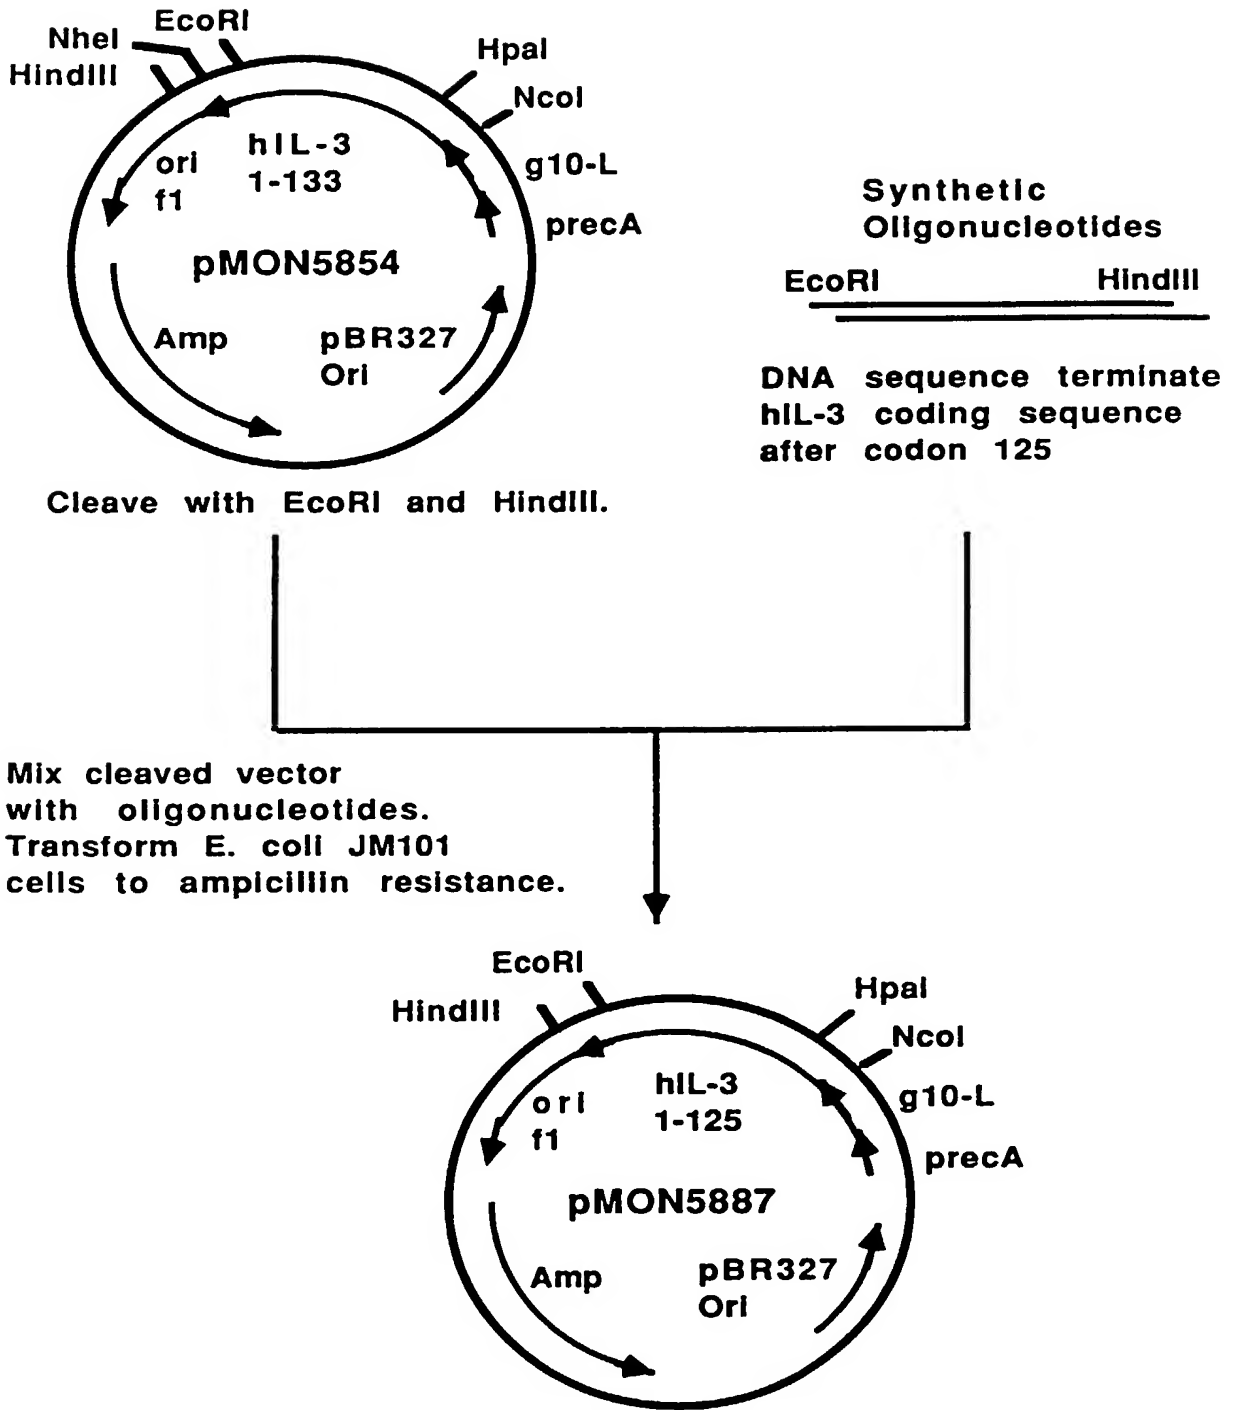 EcoRI
NheI
HindIII
HpaI
NcoI
g10-L
precA
ori
f1
hIL-3
1-133
pMON5854
Amp
pBR327
Ori
Cleave with EcoRI and HindIII.
Synthetic
Oligonucleotides
EcoRI HindIII
DNA sequence terminate
hIL-3 coding sequence
after codon 125
Mix cleaved vector
with oligonucleotides.
Transform E. coli JM101
cells to ampicillin resistance.
EcoRI
HindIII
HpaI
NcoI
g10-L
precA
ori
f1
hIL-3
1-125
pMON5887
Amp
pBR327
Ori